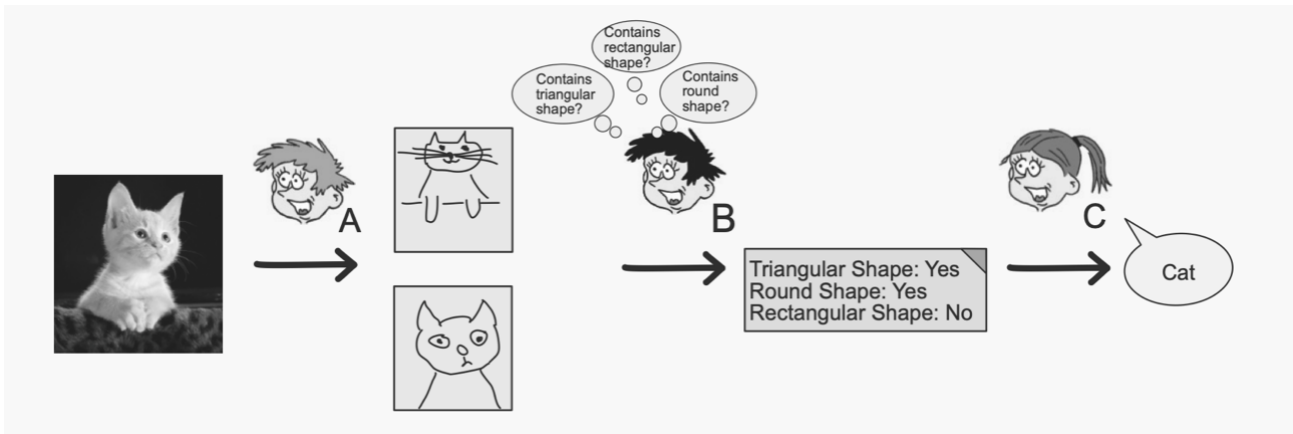 Contains
rectangular
shape?
Contains
triangular
shape?
Contains
round
shape?
A
B
Triangular Shape: Yes
Round Shape: Yes
Rectangular Shape: No
C
Cat